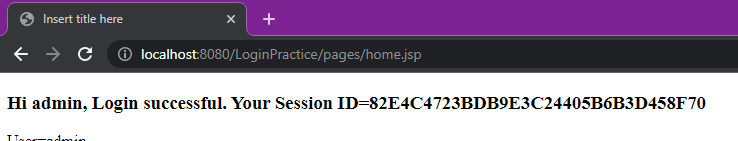 Insert title here
localhost:8080/LoginPractice/pages/home.jsp
Hi admin, Login successful. Your Session ID=82E4C4723BDB9E3C24405B6B3D458F70
User=admin